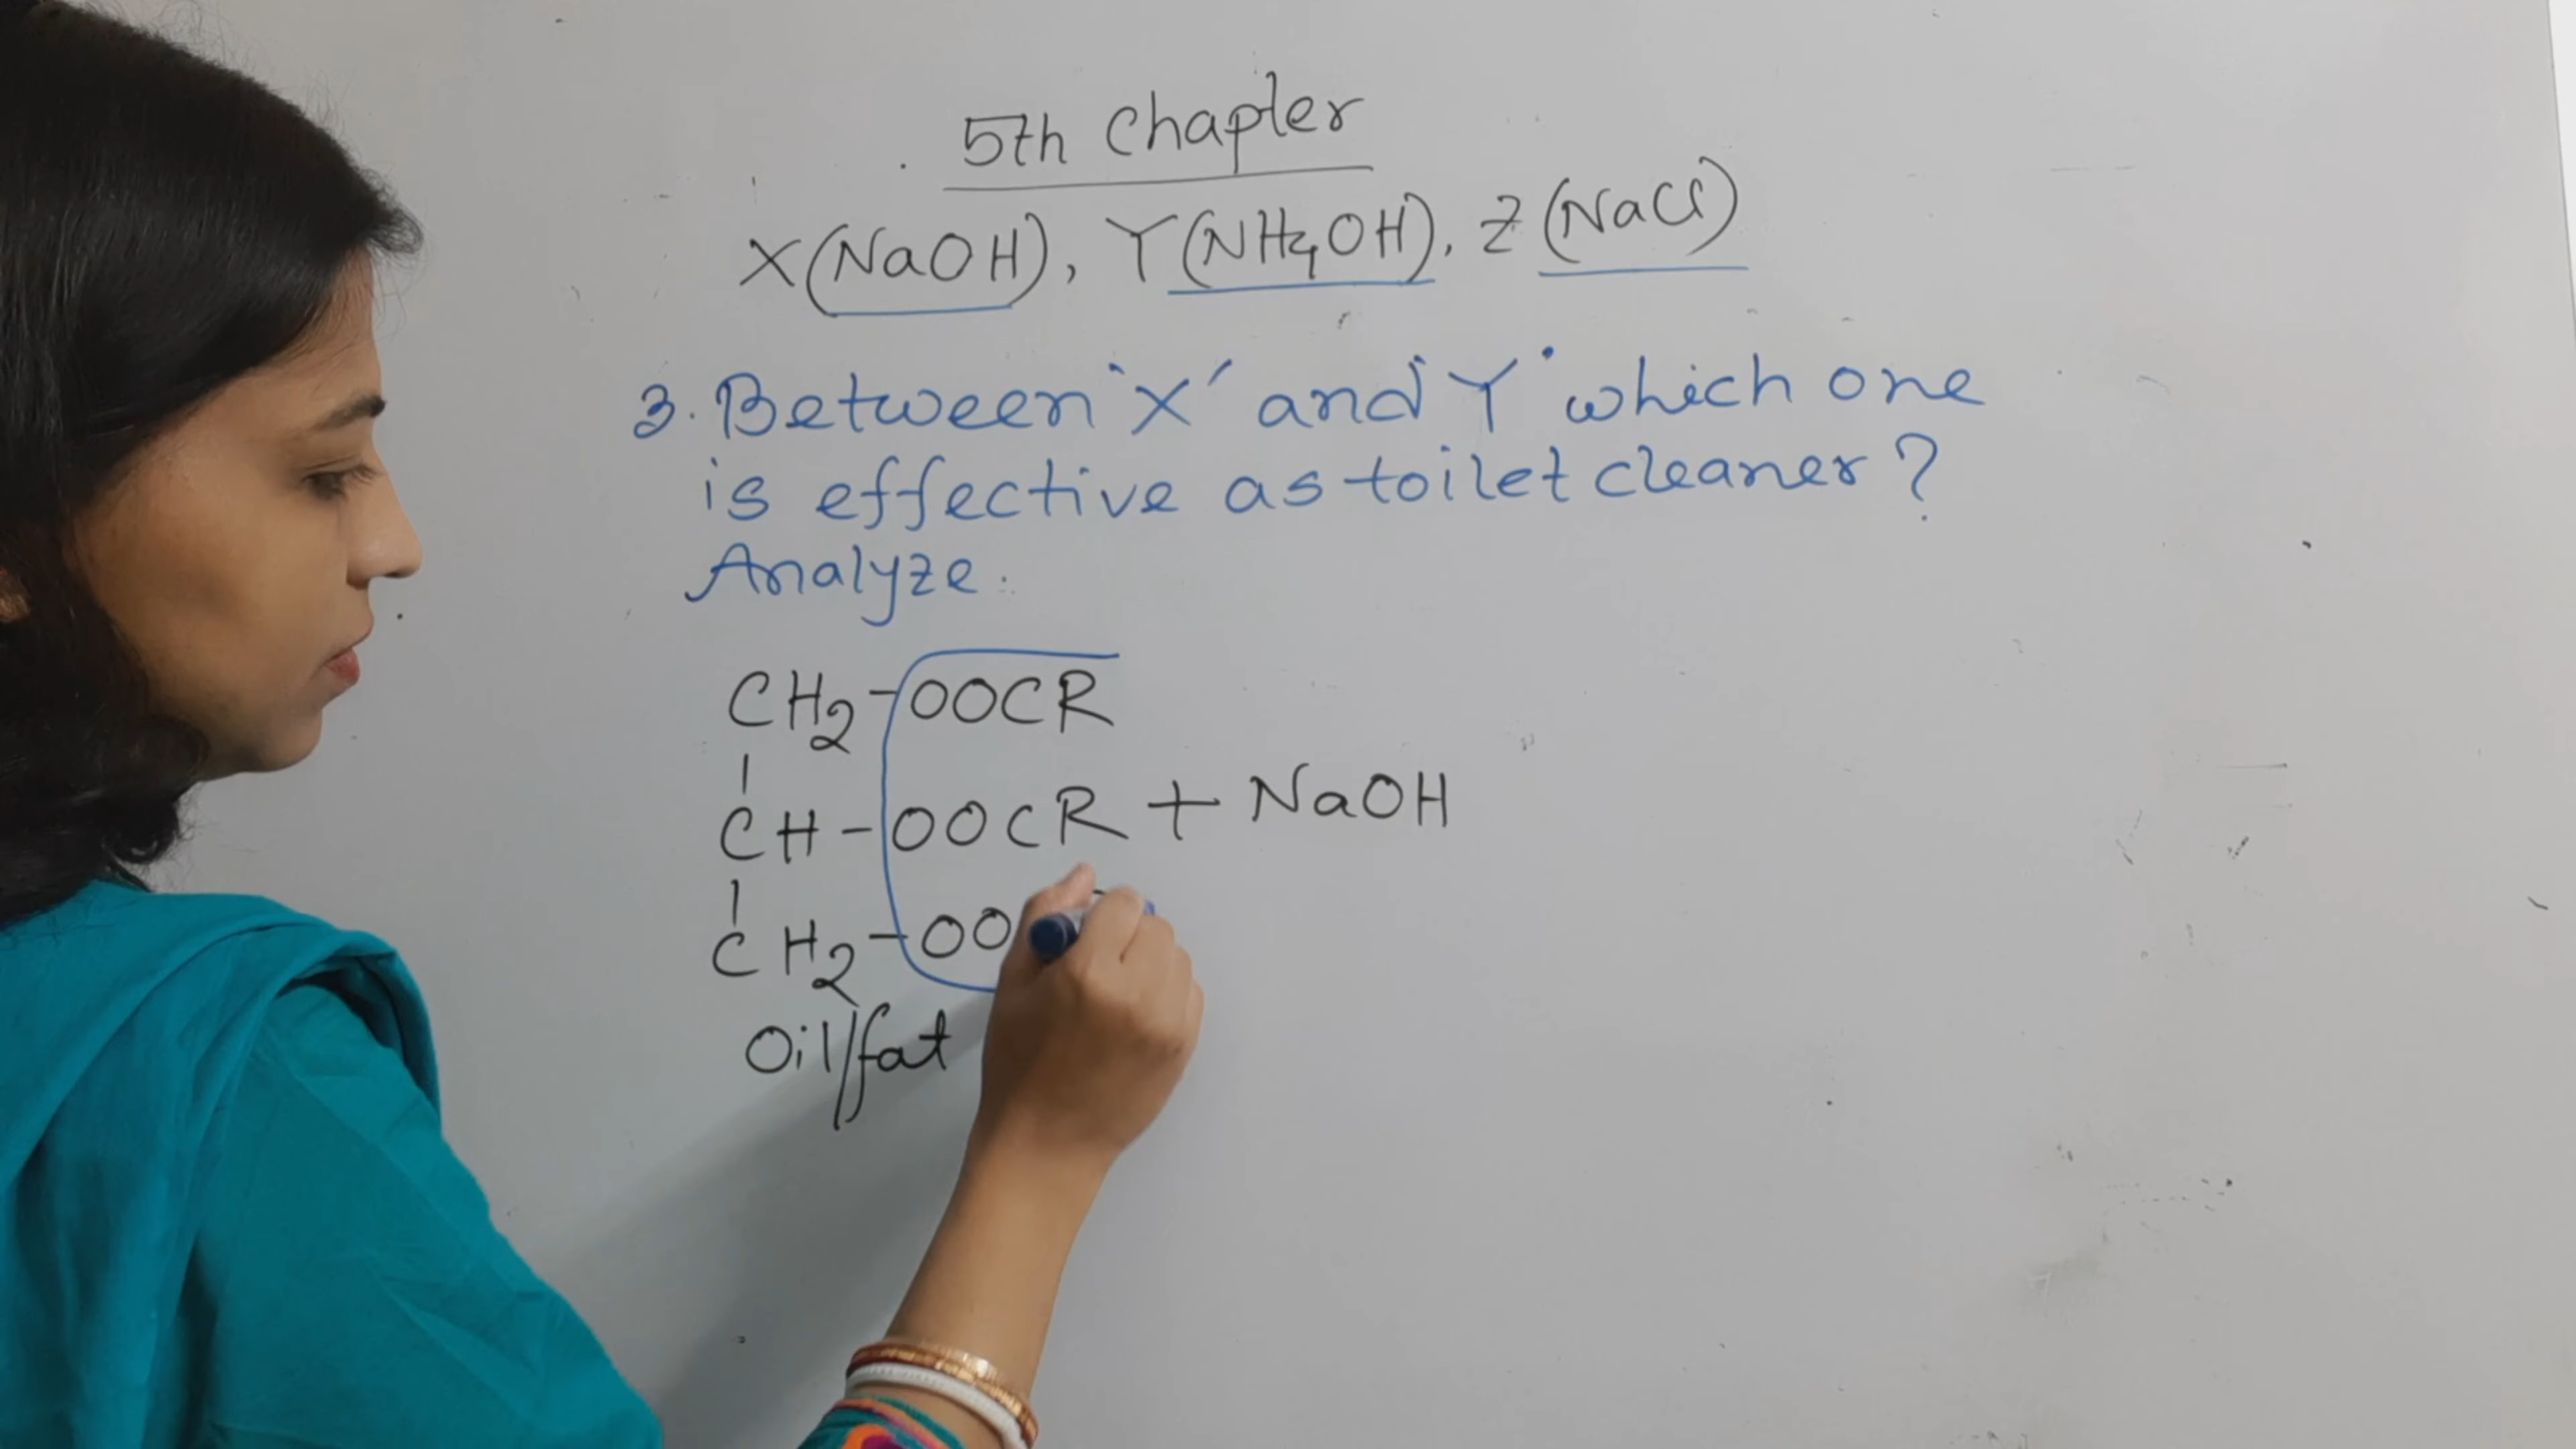 5th Chapter
X(NaOH), Y(NH4OH), Z(NaCl)
3. Between 'X' and 'Y' which one
is effective as toilet cleaner?
Analyze.
CH2-OOCR
CH-OOCR + NaOH
CH2-OO
Oil/fat